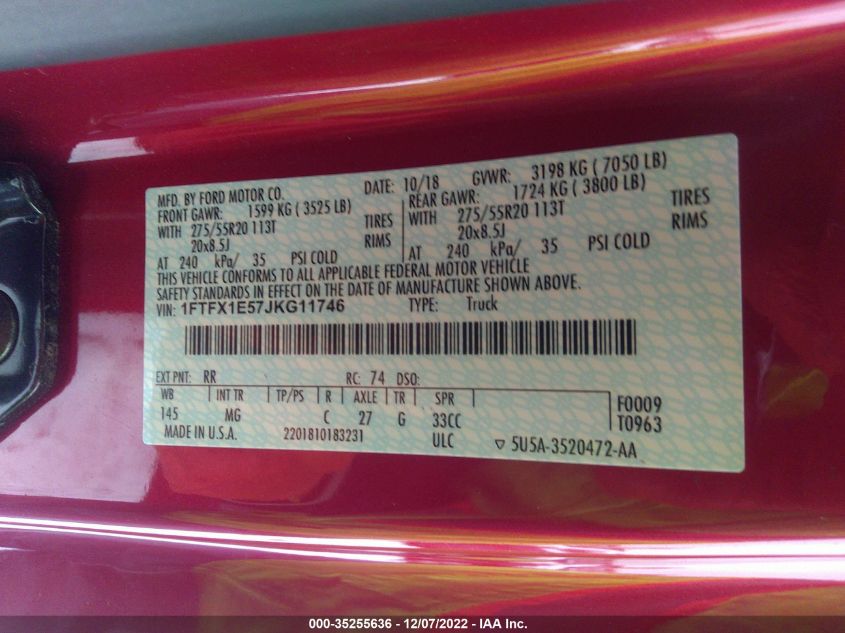 MFD. BY FORD MOTOR CO. DATE: 10/18 GVWR: 3198 KG ( 7050 LB)
FRONT GAWR: 1599 KG ( 3525 LB) REAR GAWR: 1724 KG ( 3800 LB)
WITH 275/55R20 113T TIRES WITH 275/55R20 113T TIRES
20x8.5J RIMS 20x8.5J RIMS
AT 240 kPa/ 35 PSI COLD AT 240 kPa/ 35 PSI COLD
THIS VEHICLE CONFORMS TO ALL APPLICABLE FEDERAL MOTOR VEHICLE
SAFETY STANDARDS IN EFFECT ON THE DATE OF MANUFACTURE SHOWN ABOVE.
VIN: 1FTFX1E57JKG11746 TYPE: Truck
EXT PNT: RR RC: 74 DSO:
WB INT TR TP/PS R AXLE TR SPR F0009
145 MG C 27 G 33CC T0963
MADE IN U.S.A. 2201810183231 ULC 5U5A-3520472-AA
000-35255636 - 12/07/2022 - IAA Inc.